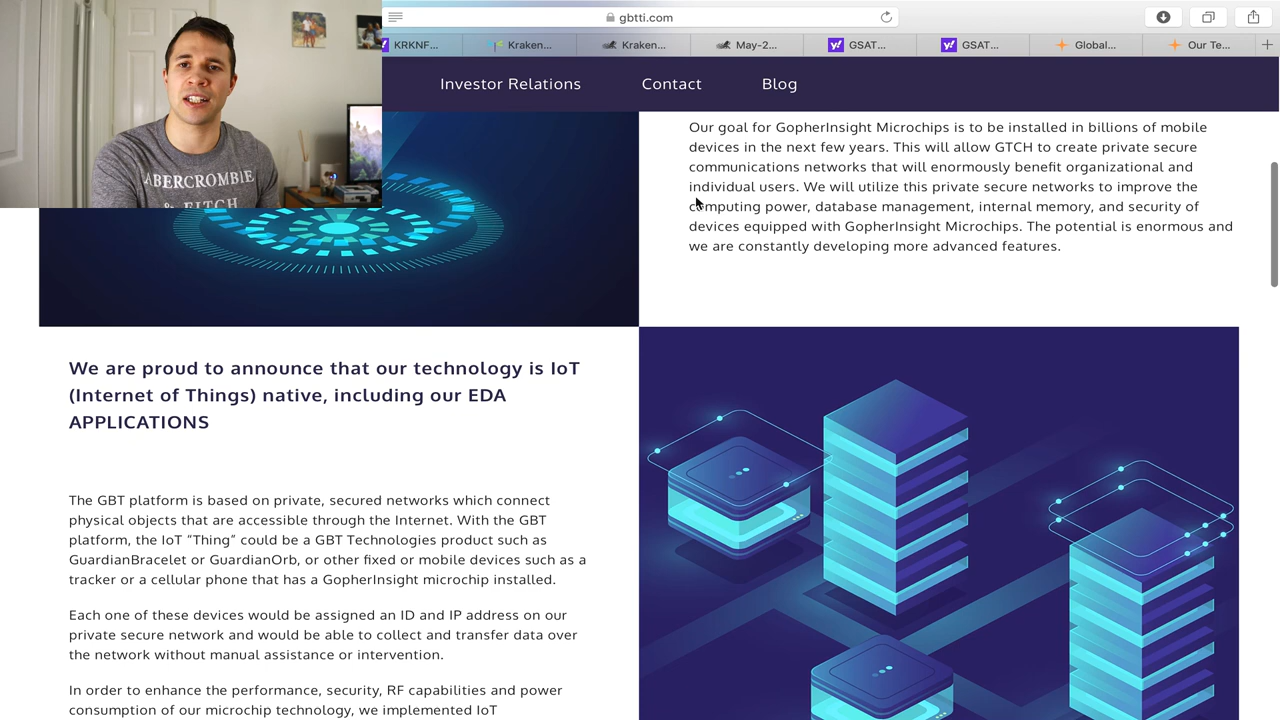 gbtti.com
KRKNF...
Kraken...
Kraken...
May-2...
GSAT...
GSAT...
Global...
Our Te...
Investor Relations
Contact
Blog
ABERCROMBIE
& FITCH
Our goal for GopherInsight Microchips is to be installed in billions of mobile
devices in the next few years. This will allow GTCH to create private secure
communications networks that will enormously benefit organizational and
individual users. We will utilize this private secure networks to improve the
computing power, database management, internal memory, and security of
devices equipped with GopherInsight Microchips. The potential is enormous and
we are constantly developing more advanced features.
We are proud to announce that our technology is IoT
(Internet of Things) native, including our EDA
APPLICATIONS
The GBT platform is based on private, secured networks which connect
physical objects that are accessible through the Internet. With the GBT
platform, the IoT “Thing” could be a GBT Technologies product such as
GuardianBracelet or GuardianOrb, or other fixed or mobile devices such as a
tracker or a cellular phone that has a GopherInsight microchip installed.
Each one of these devices would be assigned an ID and IP address on our
private secure network and would be able to collect and transfer data over
the network without manual assistance or intervention.
In order to enhance the performance, security, RF capabilities and power
consumption of our microchip technology, we implemented IoT